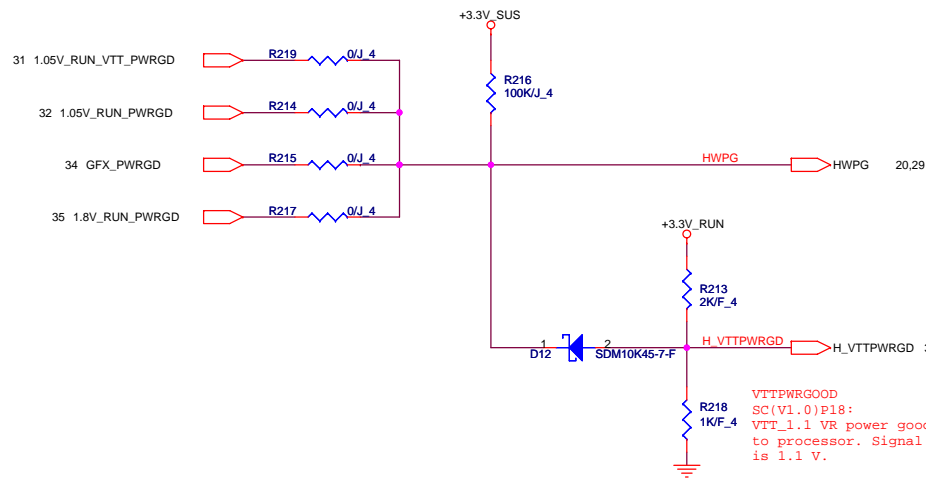 +3.3V_SUS
31 1.05V_RUN_VTT_PWRGD R219 0/J_4
R216
100K/J_4
32 1.05V_RUN_PWRGD R214 0/J_4
34 GFX_PWRGD R215 0/J_4 HWPG HWPG 20,29
35 1.8V_RUN_PWRGD R217 0/J_4
+3.3V_RUN
R213
2K/F_4
1 2 H_VTTPWRGD H_VTTPWRGD
D12 SDM10K45-7-F
R218
1K/F_4
VTTPWRGOOD
SC(V1.0)P18:
VTT_1.1 VR power good
to processor. Signal
is 1.1 V.